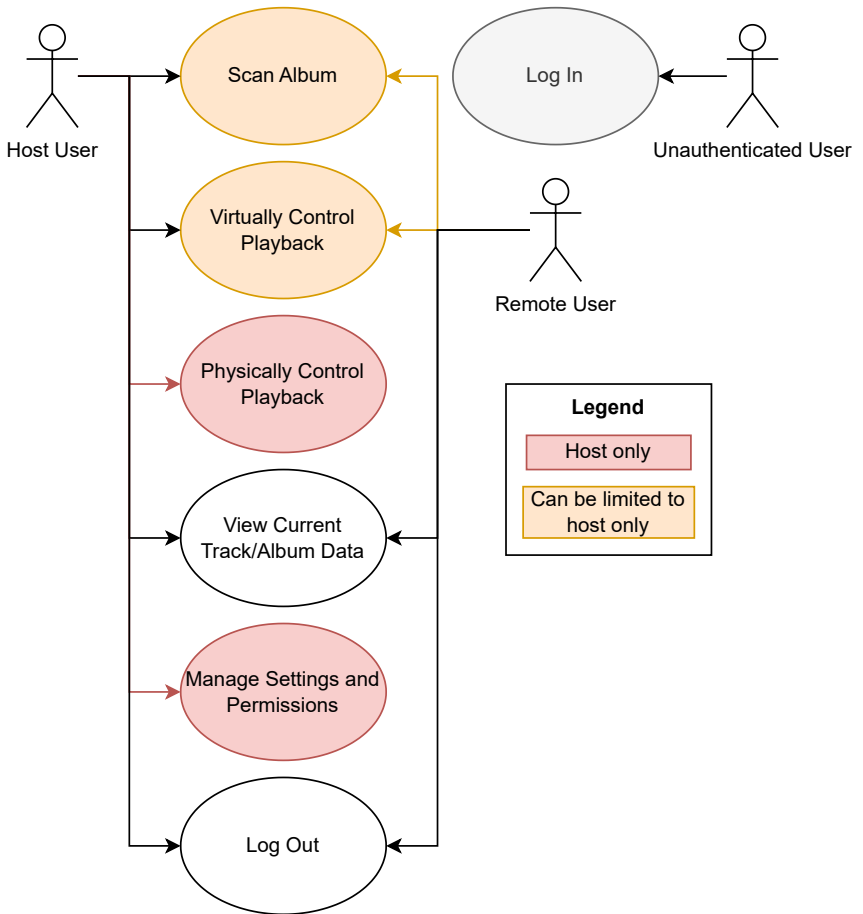 Scan Album
Log In
Host User
Unauthenticated User
Virtually Control
Playback
Remote User
Physically Control
Playback
Legend
Host only
Can be limited to
host only
View Current
Track/Album Data
Manage Settings and
Permissions
Log Out